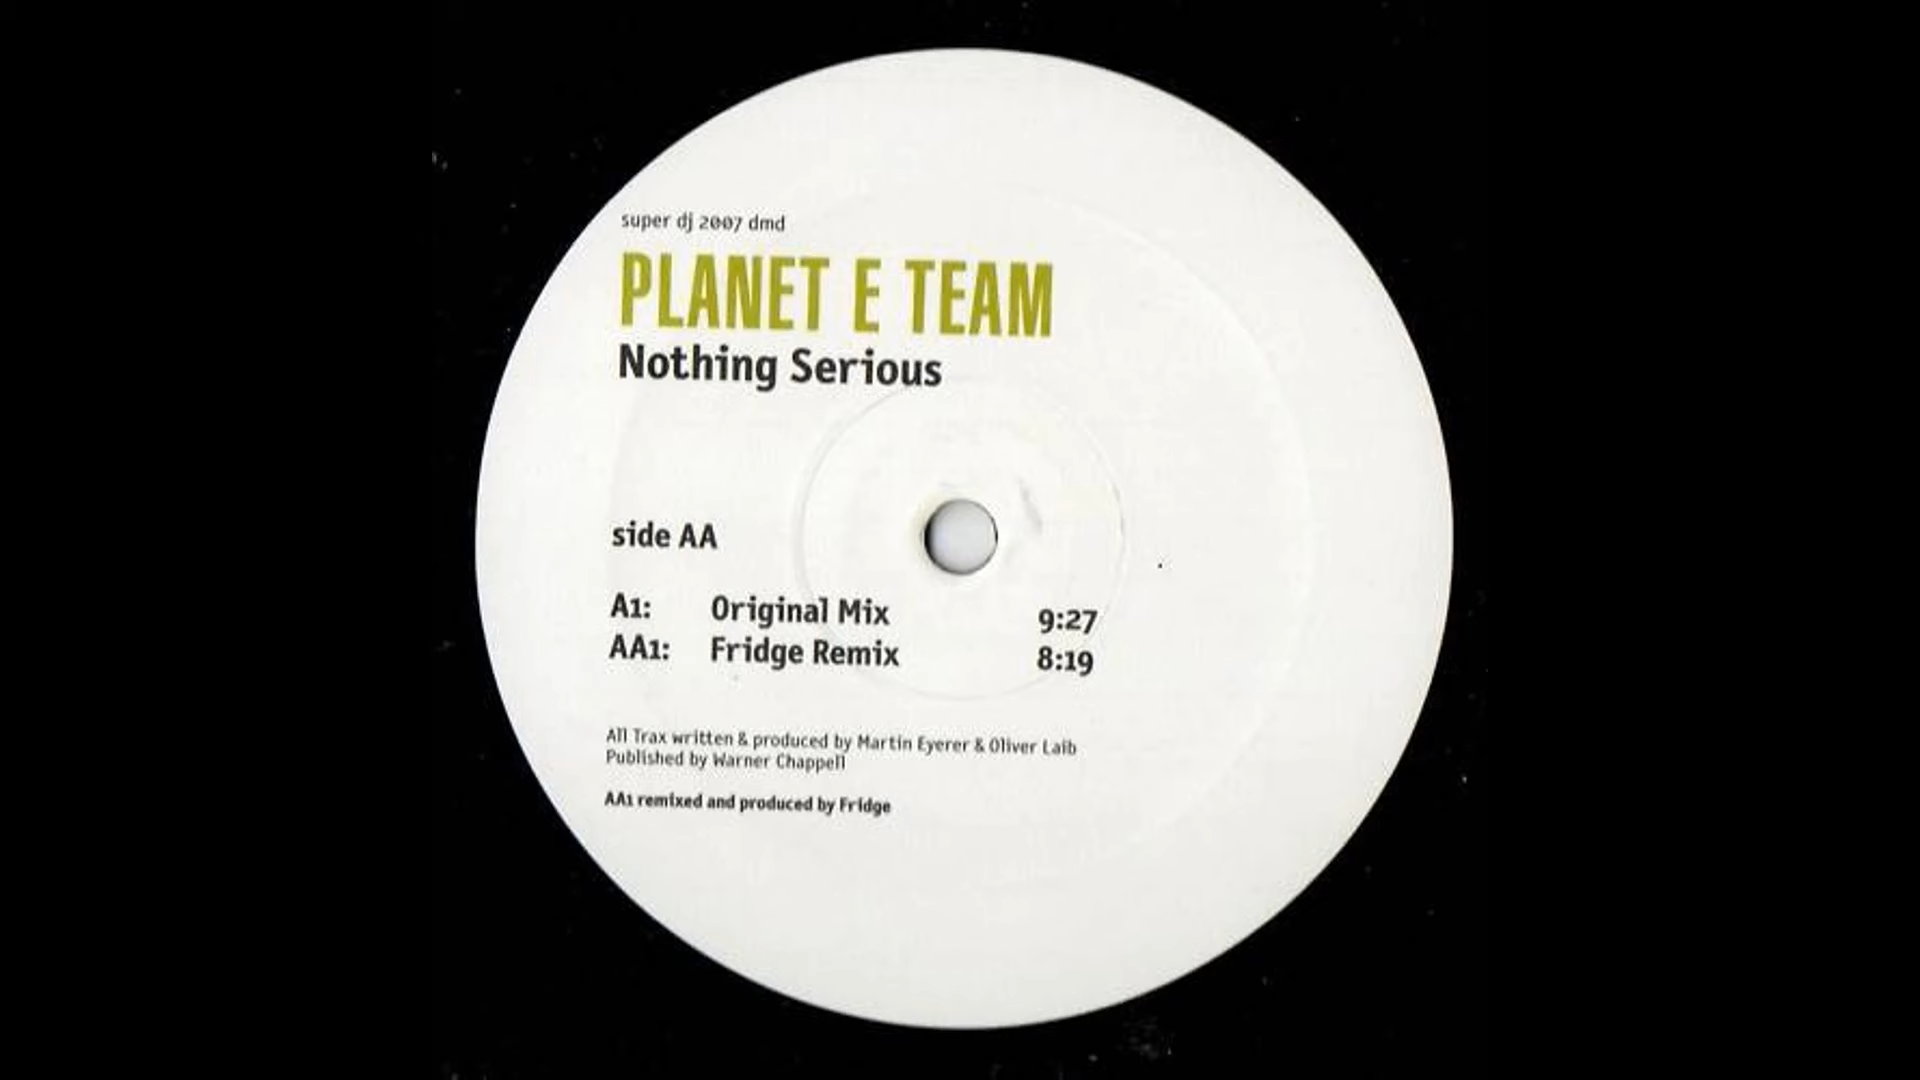 super dj 2007 dmd
PLANET E TEAM
Nothing Serious
side AA
A1: Original Mix 9:27
AA1: Fridge Remix 8:19
All Trax written & produced by Martin Eyerer & Oliver Laib
Published by Warner Chappell
AA1 remixed and produced by Fridge